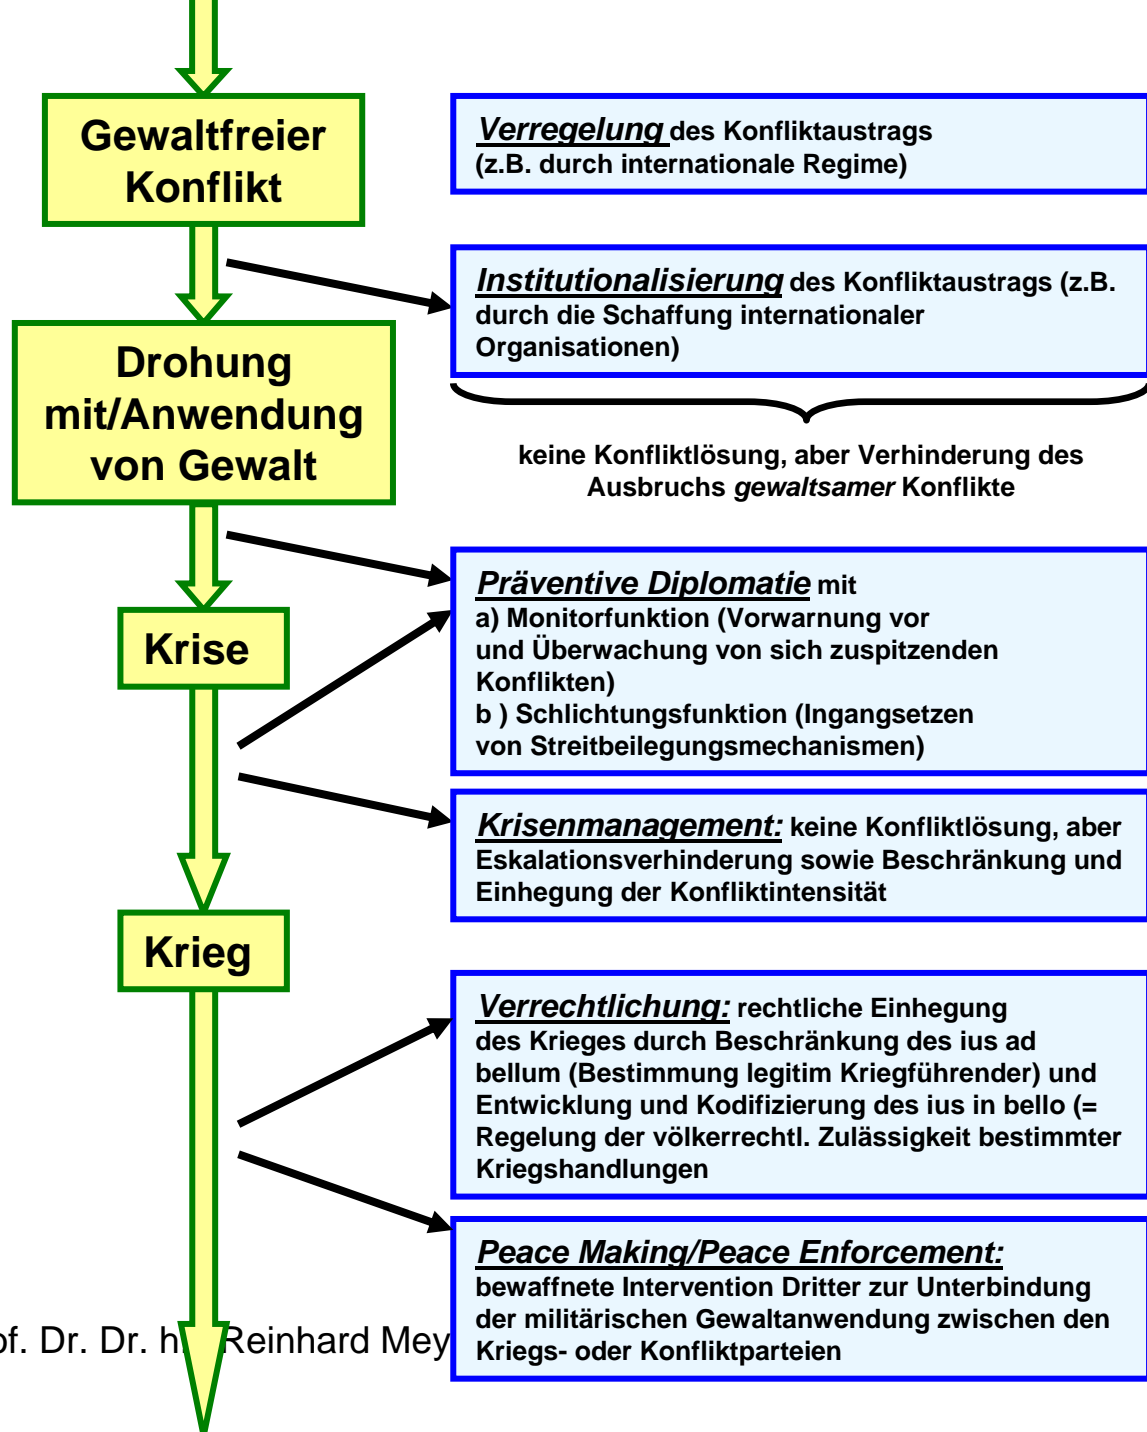 Gewaltfreier
Konflikt
Verregelung des Konfliktaustrags
(z.B. durch internationale Regime)
Institutionalisierung des Konfliktaustrags (z.B.
durch die Schaffung internationaler
Organisationen)
Drohung
mit/Anwendung
von Gewalt
keine Konfliktlösung, aber Verhinderung des
Ausbruchs gewaltsamer Konflikte
Präventive Diplomatie mit
a) Monitorfunktion (Vorwarnung vor
und Überwachung von sich zuspitzenden
Konflikten)
b ) Schlichtungsfunktion (Ingangsetzen
von Streitbeilegungsmechanismen)
Krise
Krisenmanagement: keine Konfliktlösung, aber
Eskalationsverhinderung sowie Beschränkung und
Einhegung der Konfliktintensität
Krieg
Verrechtlichung: rechtliche Einhegung
des Krieges durch Beschränkung des ius ad
bellum (Bestimmung legitim Kriegführender) und
Entwicklung und Kodifizierung des ius in bello (=
Regelung der völkerrechtl. Zulässigkeit bestimmter
Kriegshandlungen
Peace Making/Peace Enforcement:
bewaffnete Intervention Dritter zur Unterbindung
der militärischen Gewaltanwendung zwischen den
Kriegs- oder Konfliktparteien
Dr. Dr. Reinhard Mey